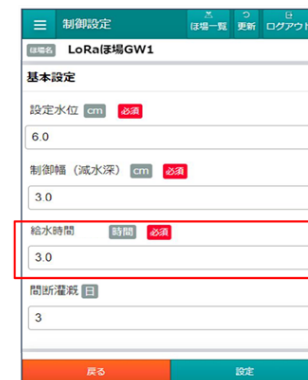 制御設定
ほ場一覧 更新 ログアウト
ほ場名 LoRaほ場GW1
基本設定
設定水位 cm 必須
6.0
制御幅（減水深） cm 必須
3.0
給水時間 時間 必須
3.0
間断灌漑 日
3
戻る 設定